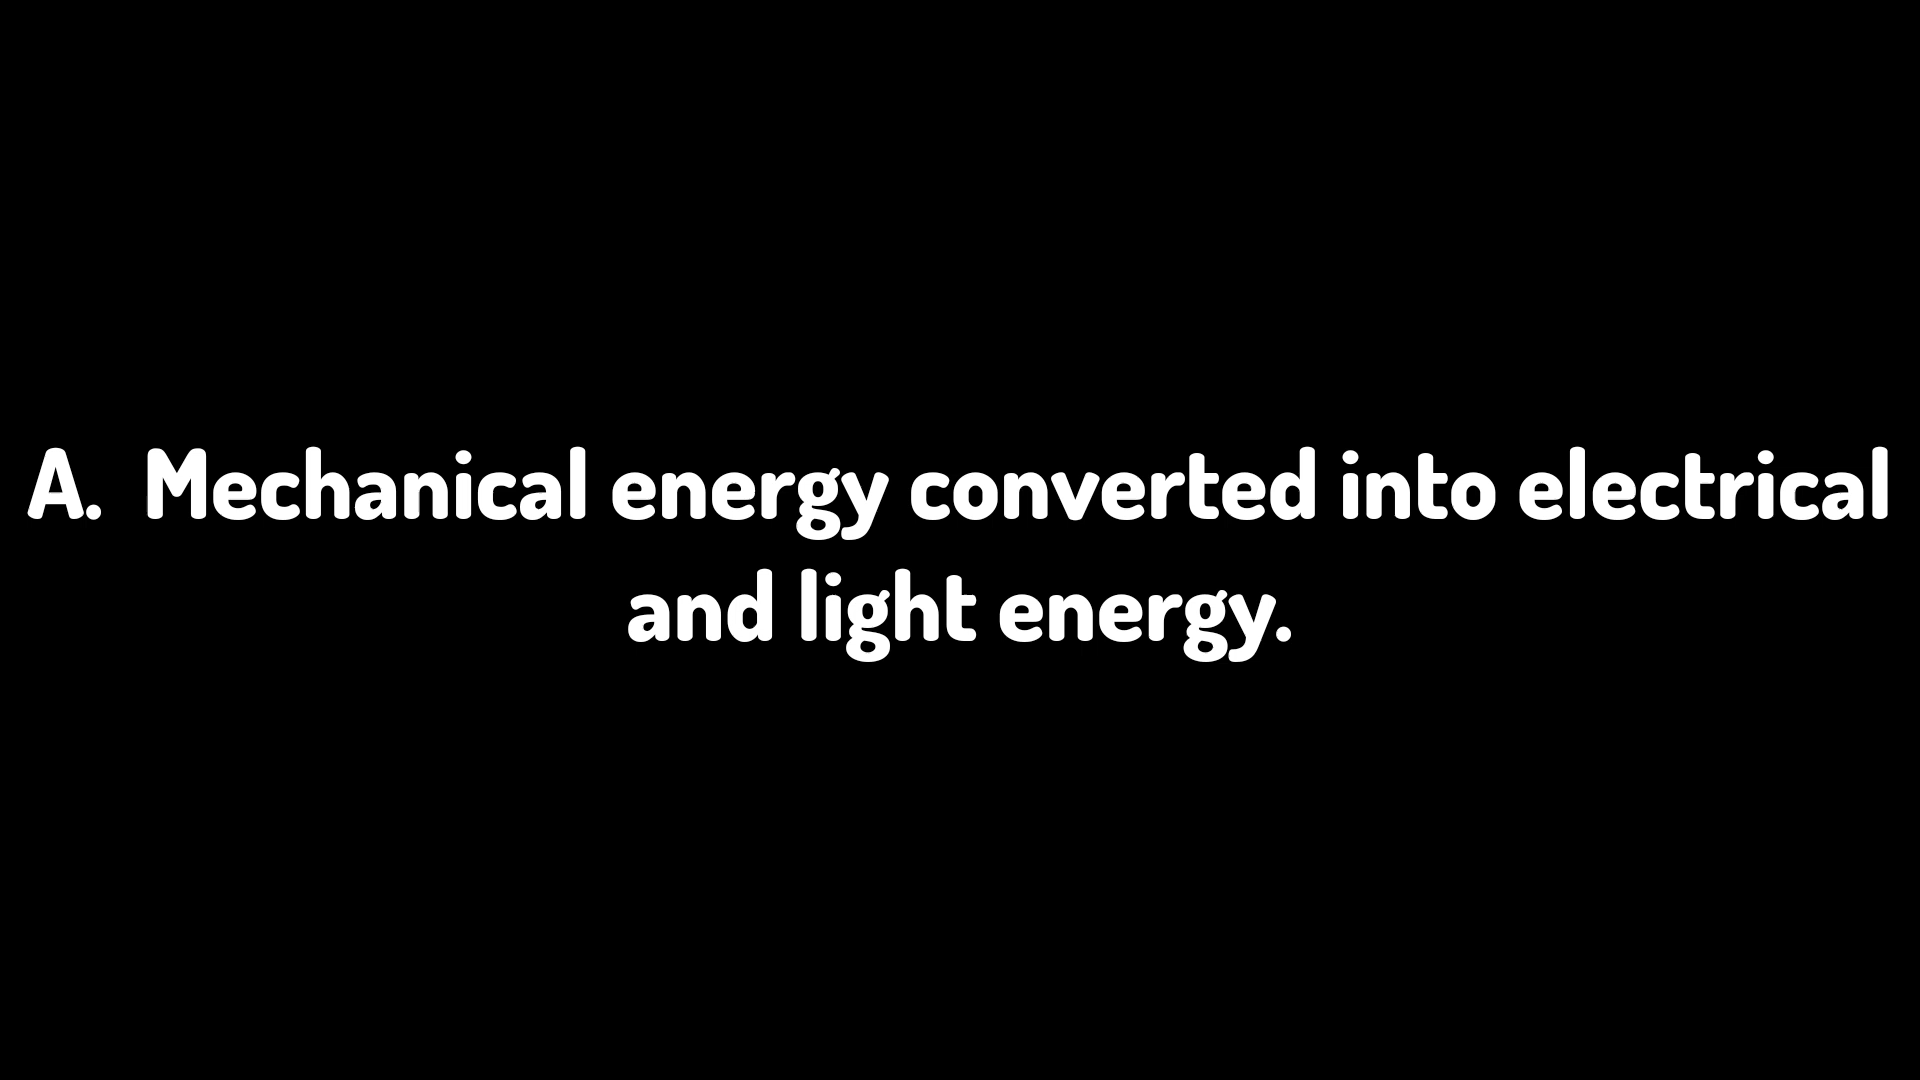 A. Mechanical energy converted into electrical
and light energy.